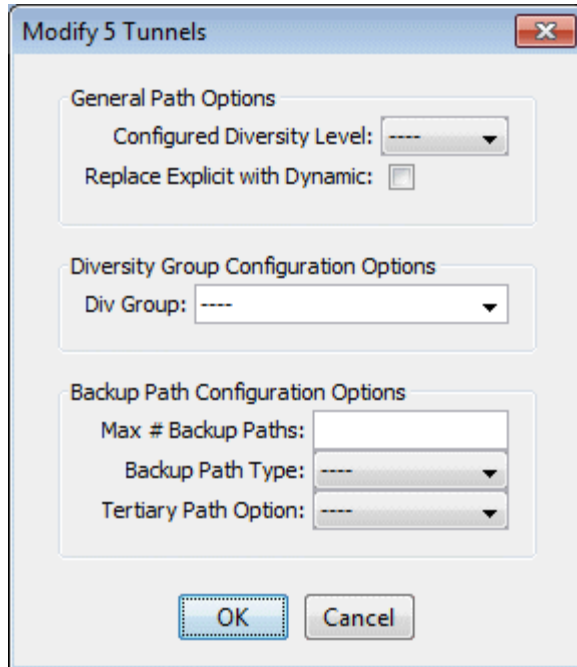 Modify 5 Tunnels
General Path Options
Configured Diversity Level: ----
Replace Explicit with Dynamic:
Diversity Group Configuration Options
Div Group: ----
Backup Path Configuration Options
Max # Backup Paths:
Backup Path Type: ----
Tertiary Path Option: ----
OK Cancel